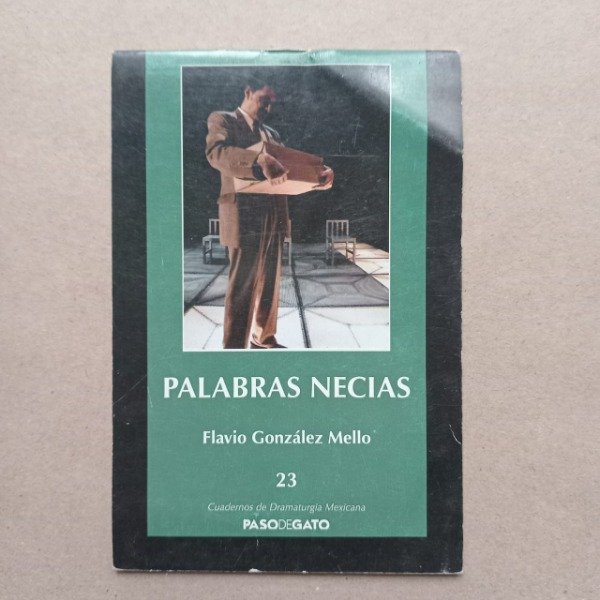 PALABRAS NECIAS
Flavio González Mello
23
Cuadernos de Dramaturgia Mexicana
PASODEGATO